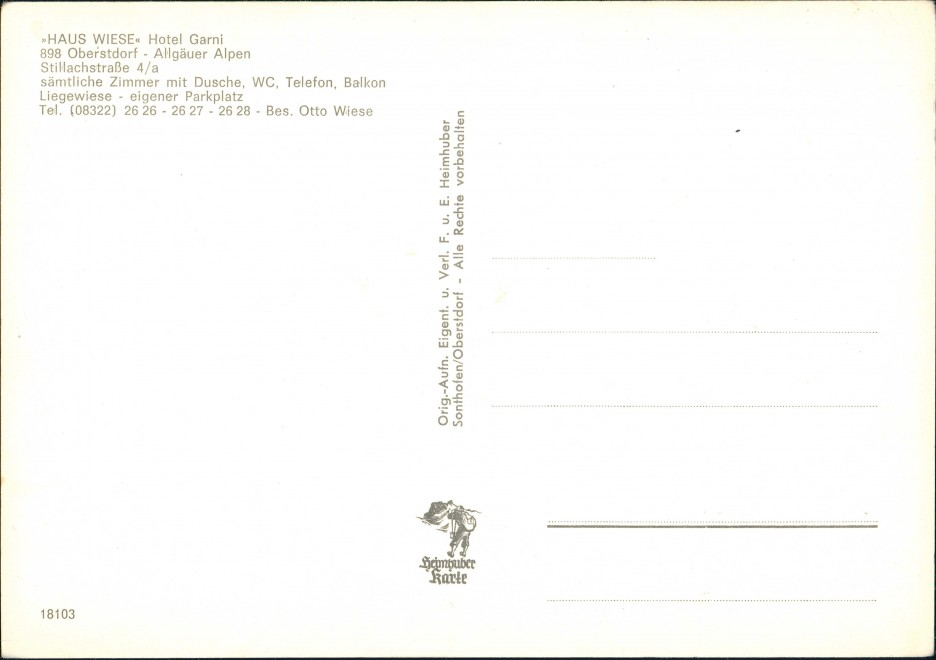 »HAUS WIESE« Hotel Garni
898 Oberstdorf - Allgäuer Alpen
Stillachstraße 4/a
sämtliche Zimmer mit Dusche, WC, Telefon, Balkon
Liegewiese - eigener Parkplatz
Tel. (08322) 26 26 - 26 27 - 26 28 - Bes. Otto Wiese
Orig.-Aufn. Eigent. u. Verl. F. u. E. Heimhuber
Sonthofen/Oberstdorf - Alle Rechte vorbehalten
Heimhuber
Karte
18103